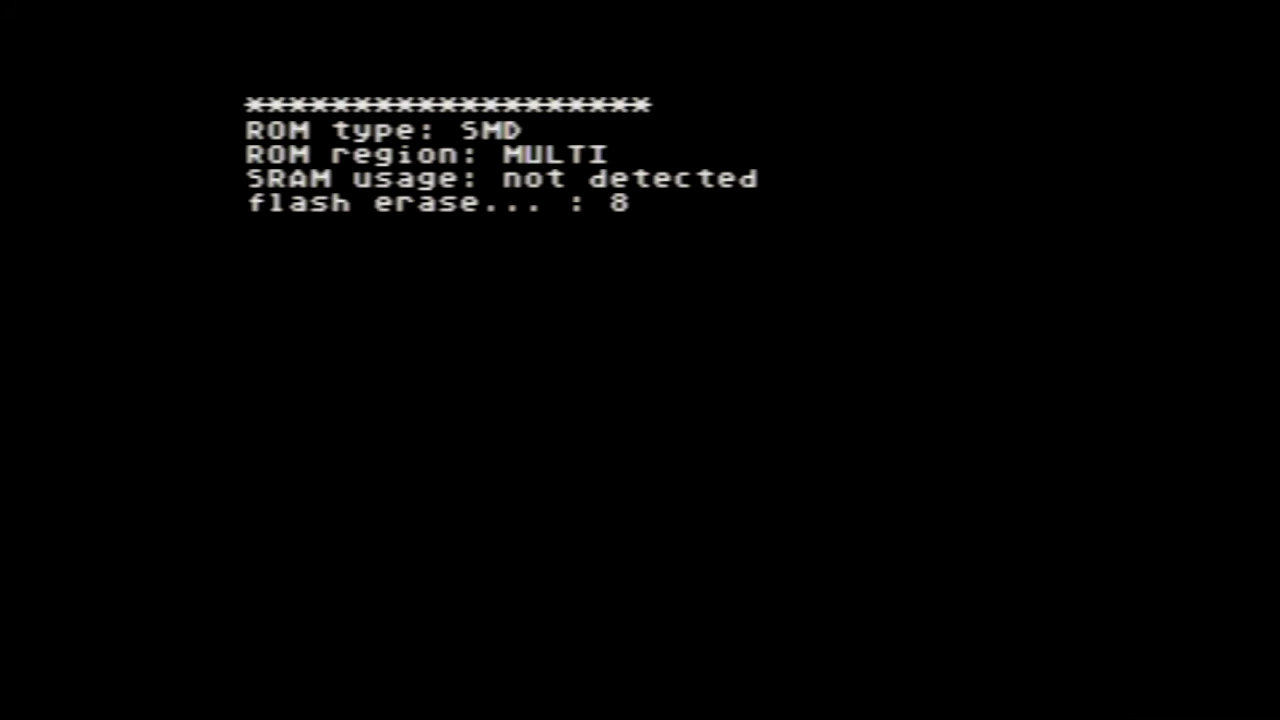 *******************
ROM type: SMD
ROM region: MULTI
SRAM usage: not detected
flash erase... : 8